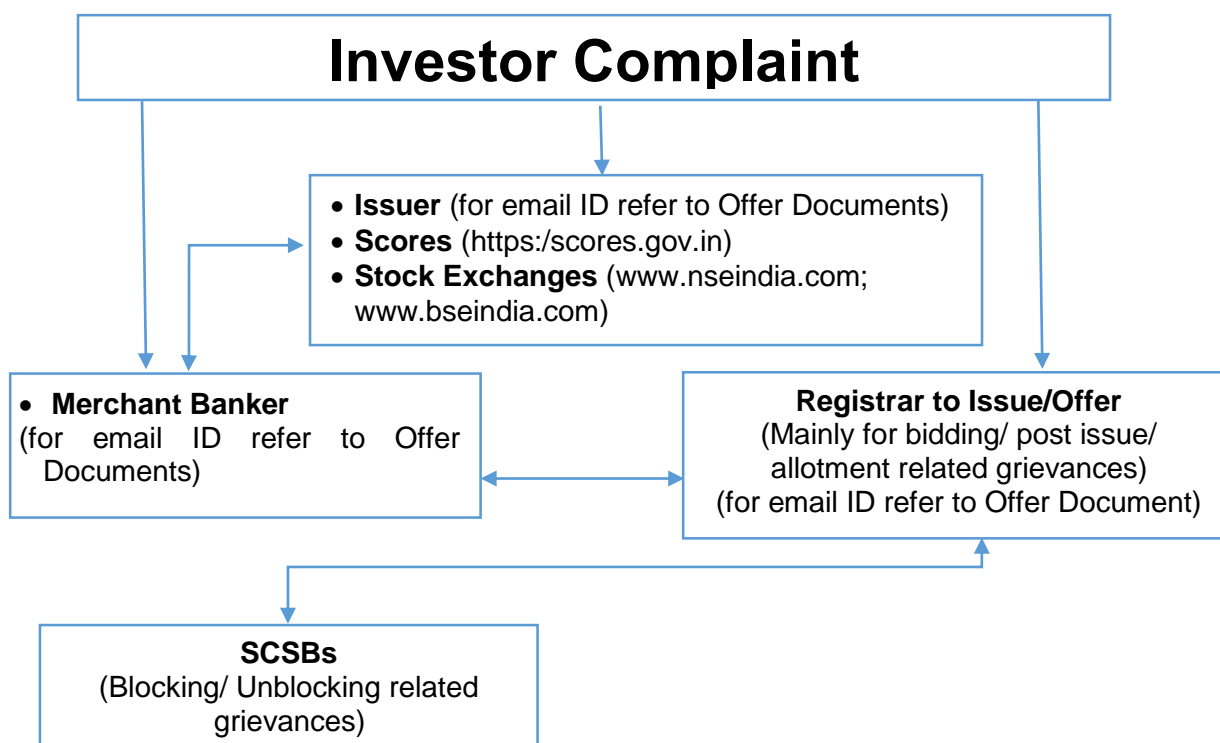 Investor Complaint
• Issuer (for email ID refer to Offer Documents)
• Scores (https:/scores.gov.in)
• Stock Exchanges (www.nseindia.com;
www.bseindia.com)
• Merchant Banker
(for email ID refer to Offer
Documents)
Registrar to Issue/Offer
(Mainly for bidding/ post issue/
allotment related grievances)
(for email ID refer to Offer Document)
SCSBs
(Blocking/ Unblocking related
grievances)